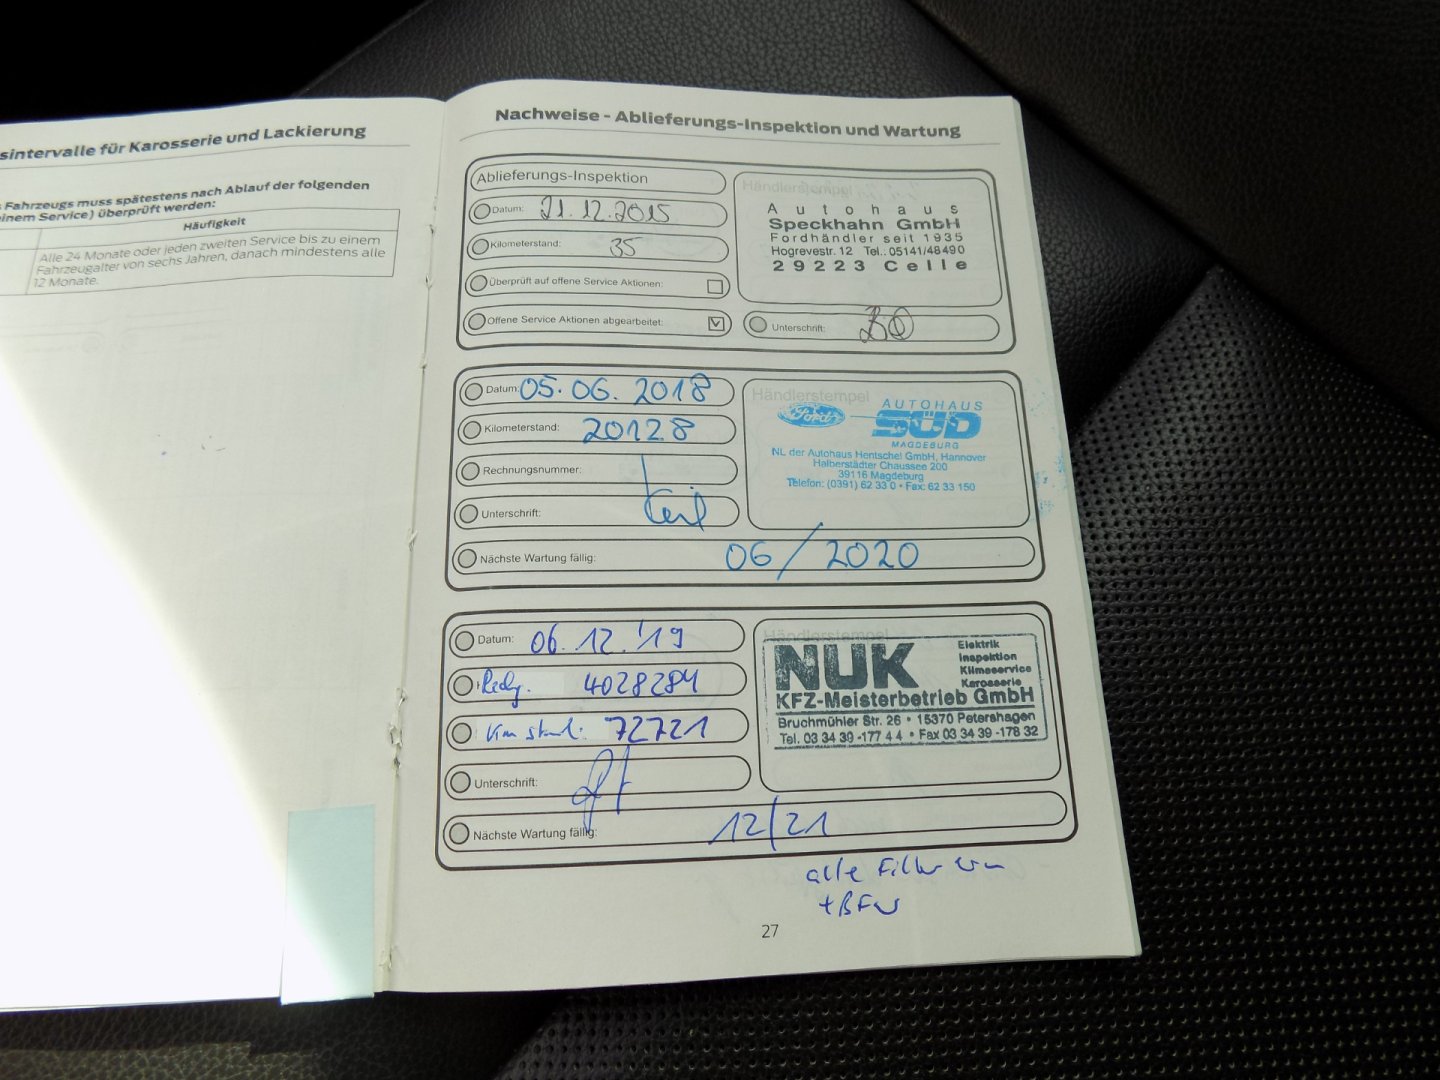 sintervalle für Karosserie und Lackierung
Fahrzeugs muss spätestens nach Ablauf der folgenden
einem Service) überprüft werden:
Häufigkeit
Alle 24 Monate oder jeden zweiten Service bis zu einem
Fahrzeugalter von sechs Jahren, danach mindestens alle
12 Monate.
Nachweise - Ablieferungs-Inspektion und Wartung
Ablieferungs-Inspektion
Datum: 21.12.2015
Kilometerstand: 35
Überprüft auf offene Service Aktionen:
Offene Service Aktionen abgearbeitet:
Händlerstempel
Autohaus
Speckhahn GmbH
Fordhändler seit 1935
Hogrevestr. 12 Tel.: 05141/48490
29223 Celle
Unterschrift:
Datum: 05.06.2018
Kilometerstand: 20128
Rechnungsnummer:
Unterschrift:
Händlerstempel
Ford AUTOHAUS
SÜD
MAGDEBURG
NL der Autohaus Hentschel GmbH, Hannover
Halberstädter Chaussee 200
39116 Magdeburg
Telefon: (0391) 62 33 0 • Fax: 62 33 150
Nächste Wartung fällig: 06/2020
Datum: 06.12.'19
4028284
72721
Unterschrift:
Händlerstempel
NUK
Elektrik
Inspektion
Klimaservice
Karosserie
KFZ-Meisterbetrieb GmbH
Bruchmühler Str. 26 • 15370 Petershagen
Tel. 03 34 39 -177 4 4 • Fax 03 34 39 -178 32
Nächste Wartung fällig: 12/21
alle
27